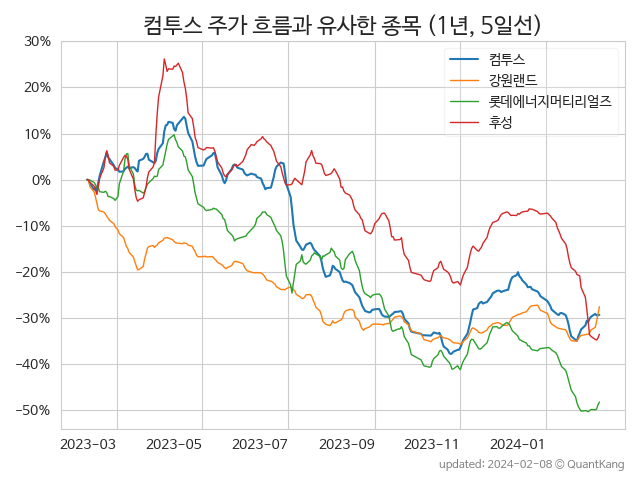 컴투스 주가 흐름과 유사한 종목 (1년, 5일선)
컴투스
강원랜드
롯데에너지머티리얼즈
후성
30%
20%
10%
0%
−10%
−20%
−30%
−40%
−50%
2023-03 2023-05 2023-07 2023-09 2023-11 2024-01
updated: 2024-02-08 © QuantKang